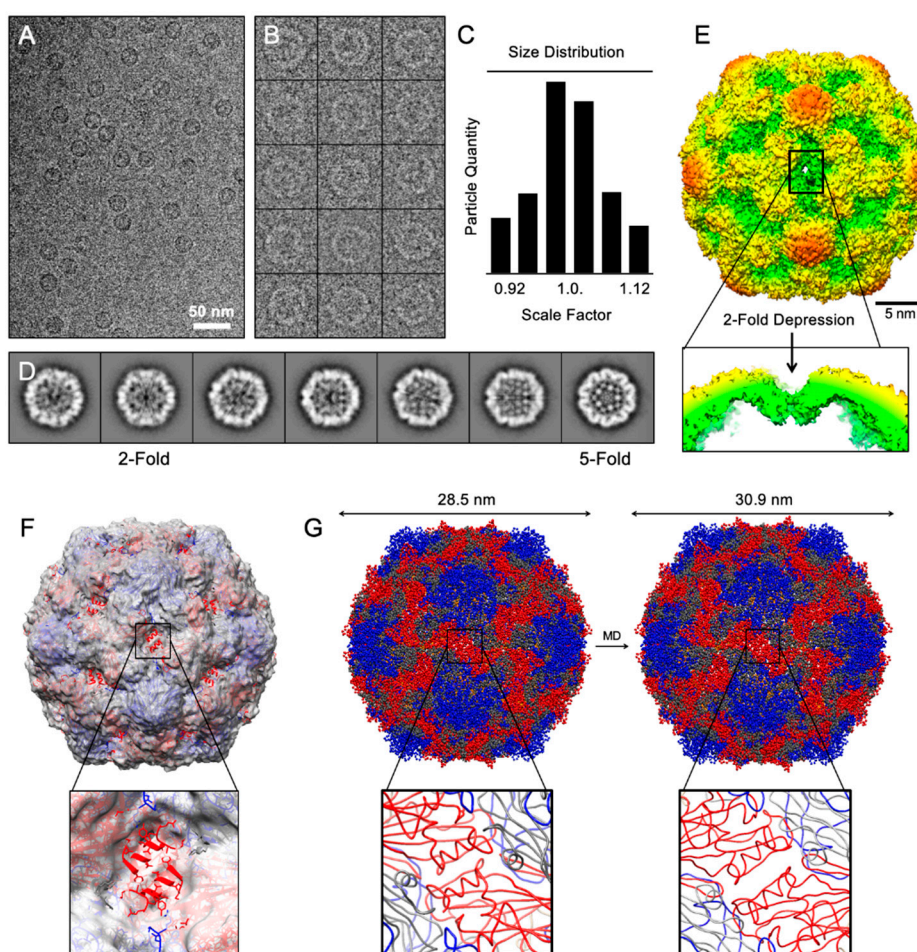 A
B
C
Size Distribution
Particle Quantity
0.92
1.0.
1.12
Scale Factor
E
50 nm
5 nm
2-Fold Depression
D
2-Fold
5-Fold
F
G
28.5 nm
30.9 nm
MD